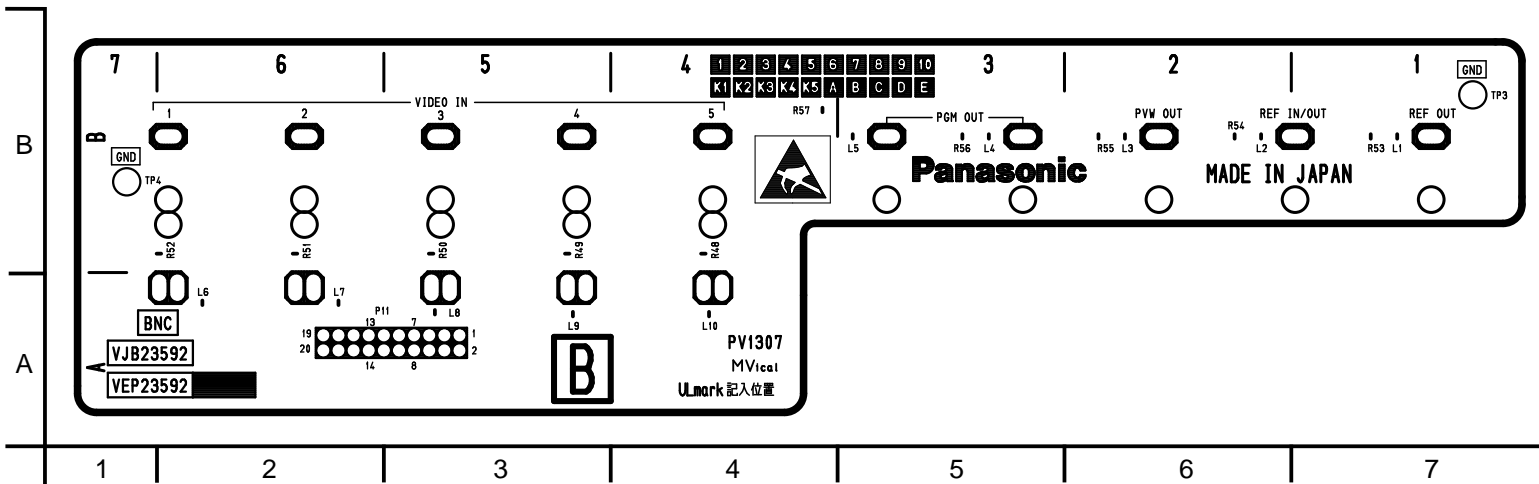 7 6 5 4 3 2 1
1 2 3 4 5 6 7 8 9 10
K1 K2 K3 K4 K5 A B C D E
GND
TP3
VIDEO IN
1 2 3 4 5
R57
PGM OUT
PVW OUT
REF IN/OUT
REF OUT
B
B
L5 R56 L4 R55 L3 R54 L2 R53 L1
GND
TP4
Panasonic
MADE IN JAPAN
R52 R51 R50 R49 R48
L6 L7 L8 L9 L10
BNC
P11
13 7
19 1
20 2
14 8
VJB23592
A
A
VEP23592
B
PV1307
MVical
ULmark 記入位置
1 2 3 4 5 6 7